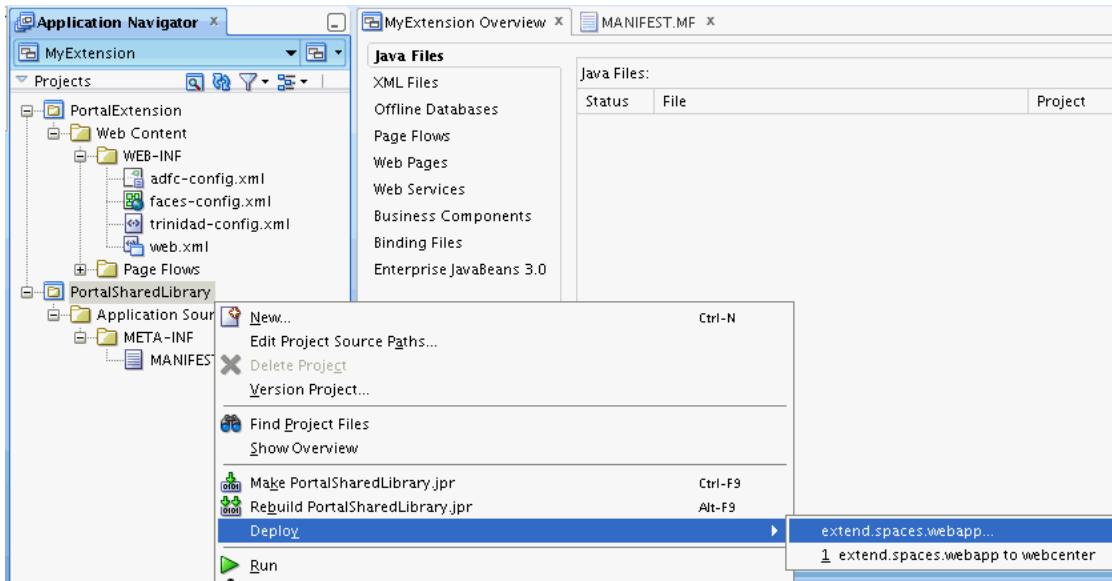 Application Navigator
MyExtension
Projects
PortalExtension
Web Content
WEB-INF
adfc-config.xml
faces-config.xml
trinidad-config.xml
web.xml
Page Flows
PortalSharedLibrary
Application Sour
META-INF
MANIFEST
MyExtension Overview
MANIFEST.MF
Java Files
XML Files
Offline Databases
Page Flows
Web Pages
Web Services
Business Components
Binding Files
Enterprise JavaBeans 3.0
Java Files:
Status File Project
New... Ctrl-N
Edit Project Source Paths...
Delete Project
Version Project...
Find Project Files
Show Overview
Make PortalSharedLibrary.jpr Ctrl-F9
Rebuild PortalSharedLibrary.jpr Alt-F9
Deploy
Run
extend.spaces.webapp...
1 extend.spaces.webapp to webcenter